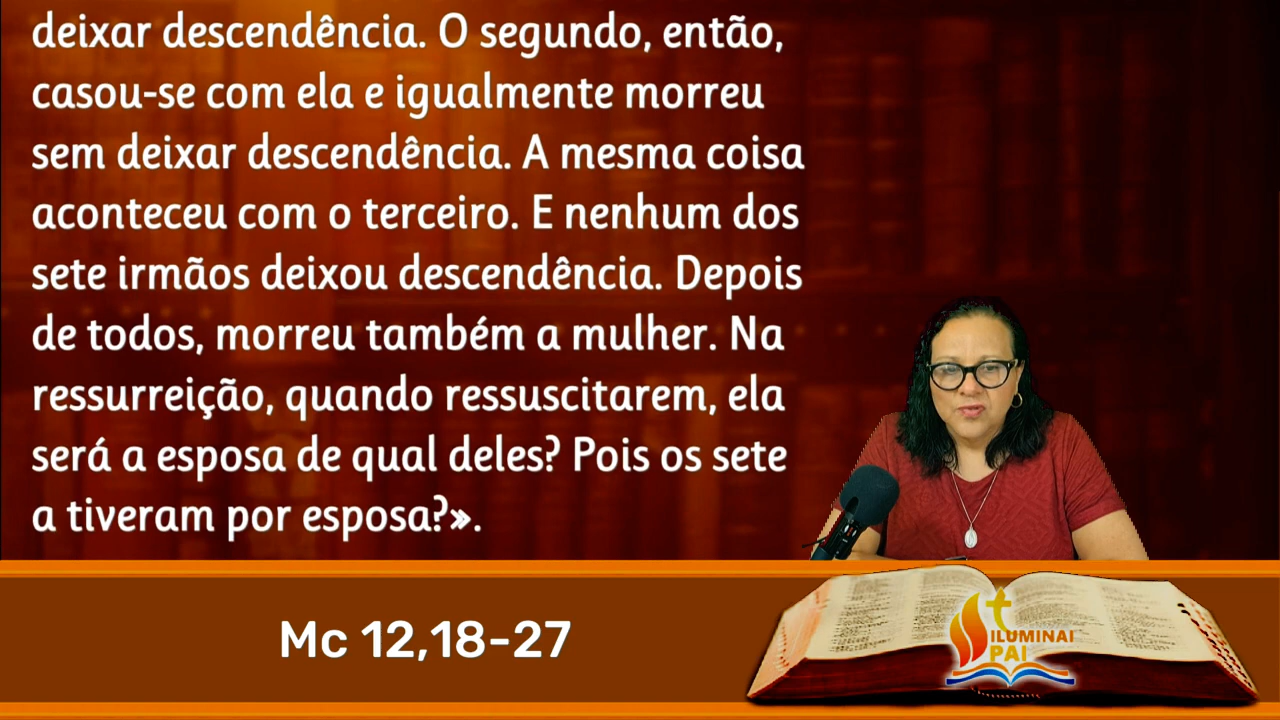 deixar descendência. O segundo, então,
casou-se com ela e igualmente morreu
sem deixar descendência. A mesma coisa
aconteceu com o terceiro. E nenhum dos
sete irmãos deixou descendência. Depois
de todos, morreu também a mulher. Na
ressurreição, quando ressuscitarem, ela
será a esposa de qual deles? Pois os sete
a tiveram por esposa?».
Mc 12,18-27
ILUMINAI
PAI